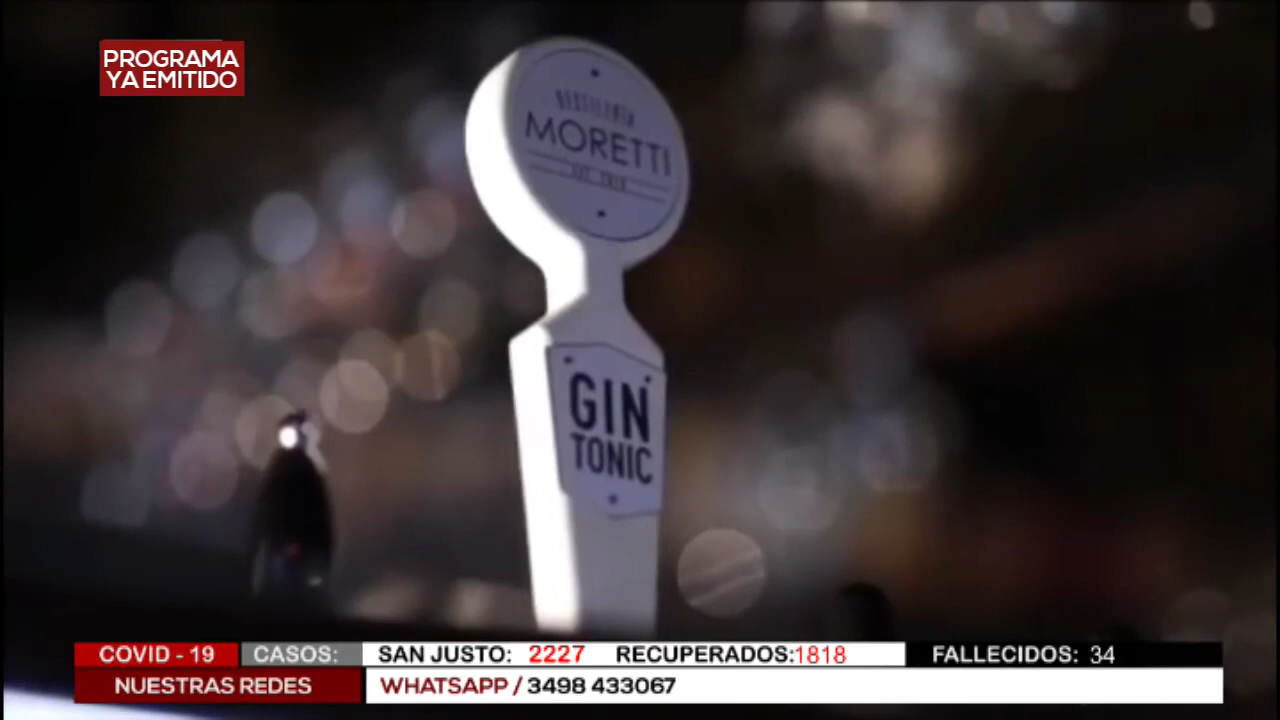 PROGRAMA
YA EMITIDO
DESTILERÍA
MORETTI
GIN
TONIC
COVID - 19 CASOS: SAN JUSTO: 2227 RECUPERADOS:1818 FALLECIDOS: 34
NUESTRAS REDES WHATSAPP / 3498 433067